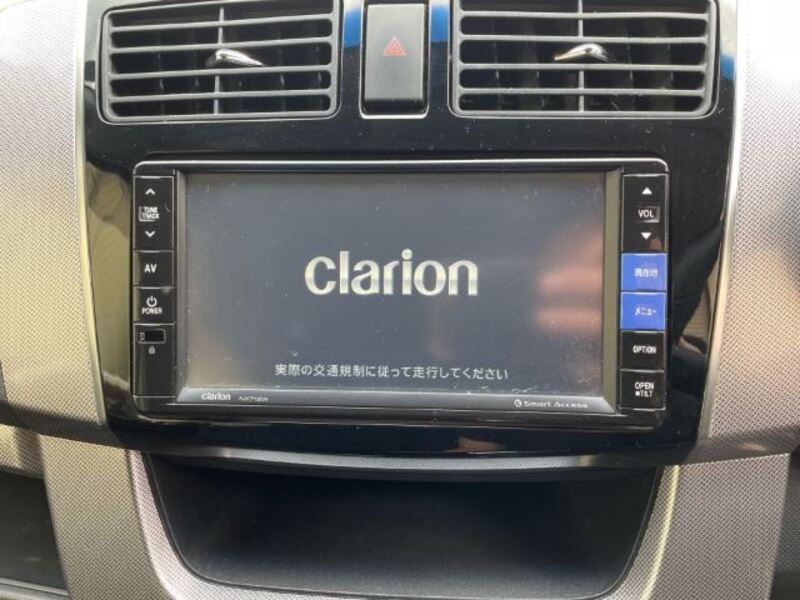 TUNE
TRACK
AV
POWER
VOL
現在地
メニュー
OPTION
OPEN
TILT
clarion
実際の交通規制に従って走行してください
clarion
Smart Access